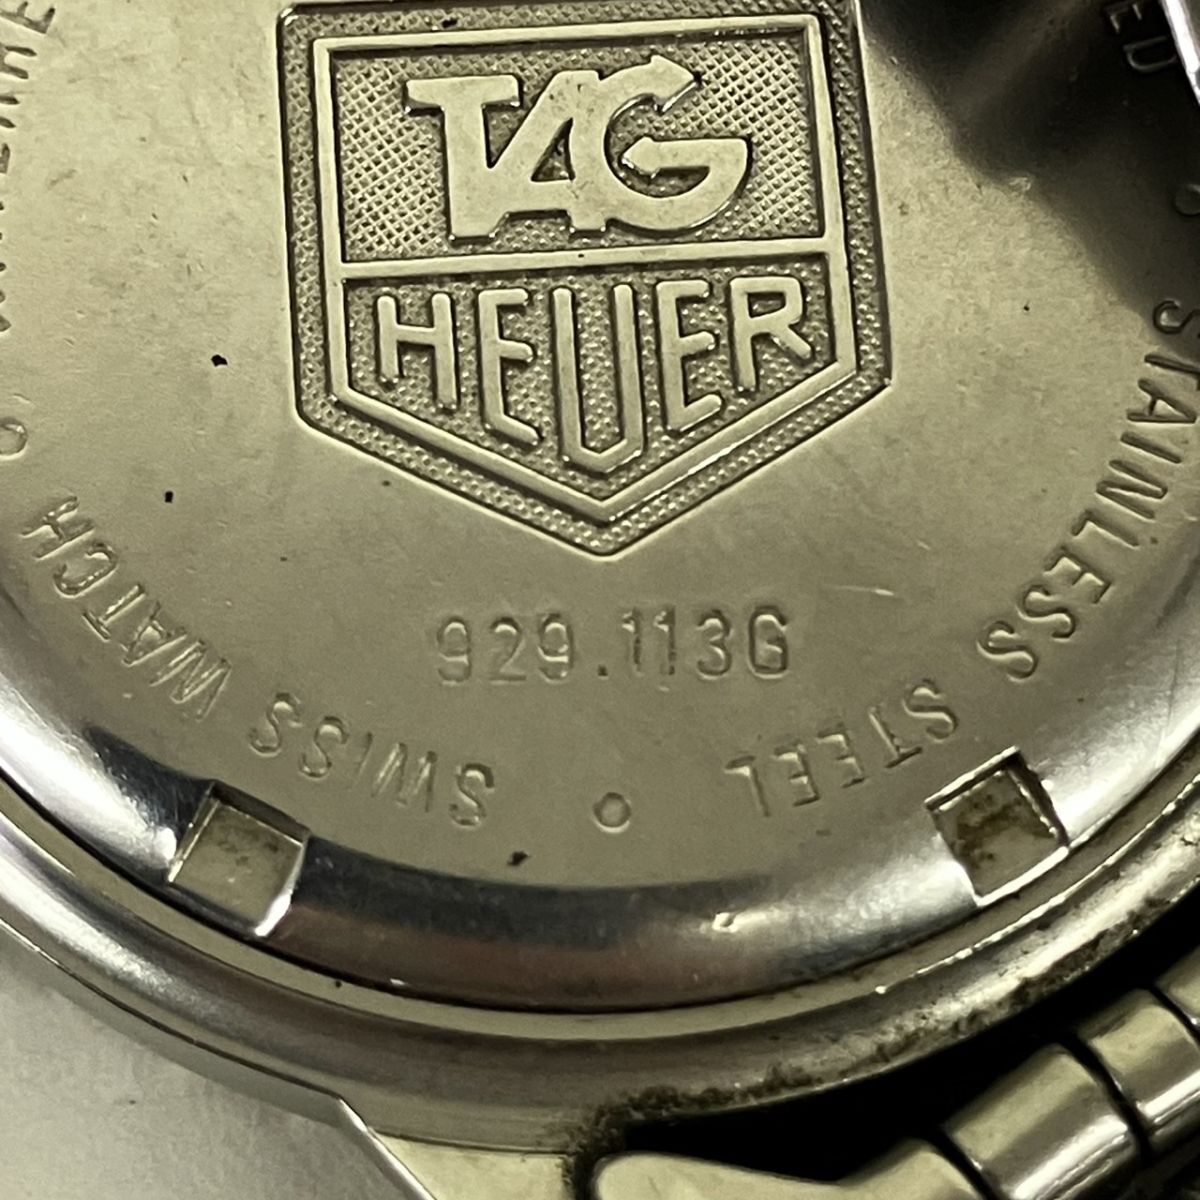 TAG
HEUER
929.113G
STAINLESS STEEL
SWISS WATCH